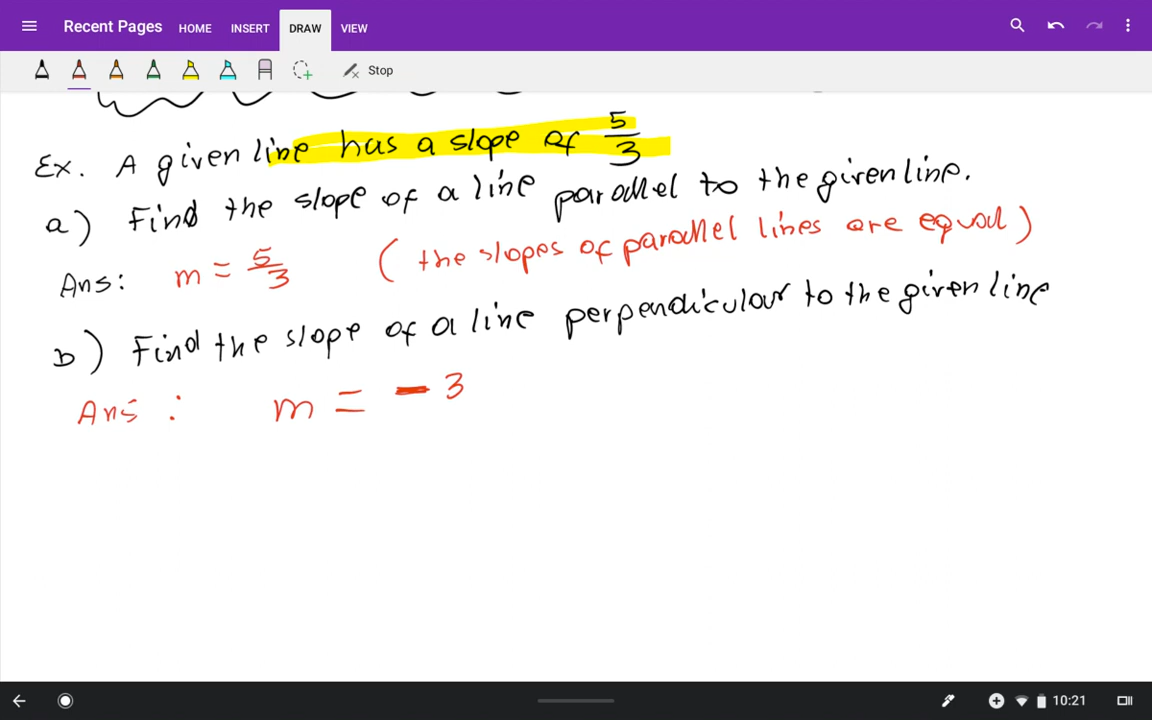 Recent Pages HOME INSERT DRAW VIEW
Stop
Ex. A given line has a slope of 5/3
a) Find the slope of a line parallel to the given line.
Ans: m = 5/3 (the slopes of parallel lines are equal)
b) Find the slope of a line perpendicular to the given line
Ans: m = - 3
10:21